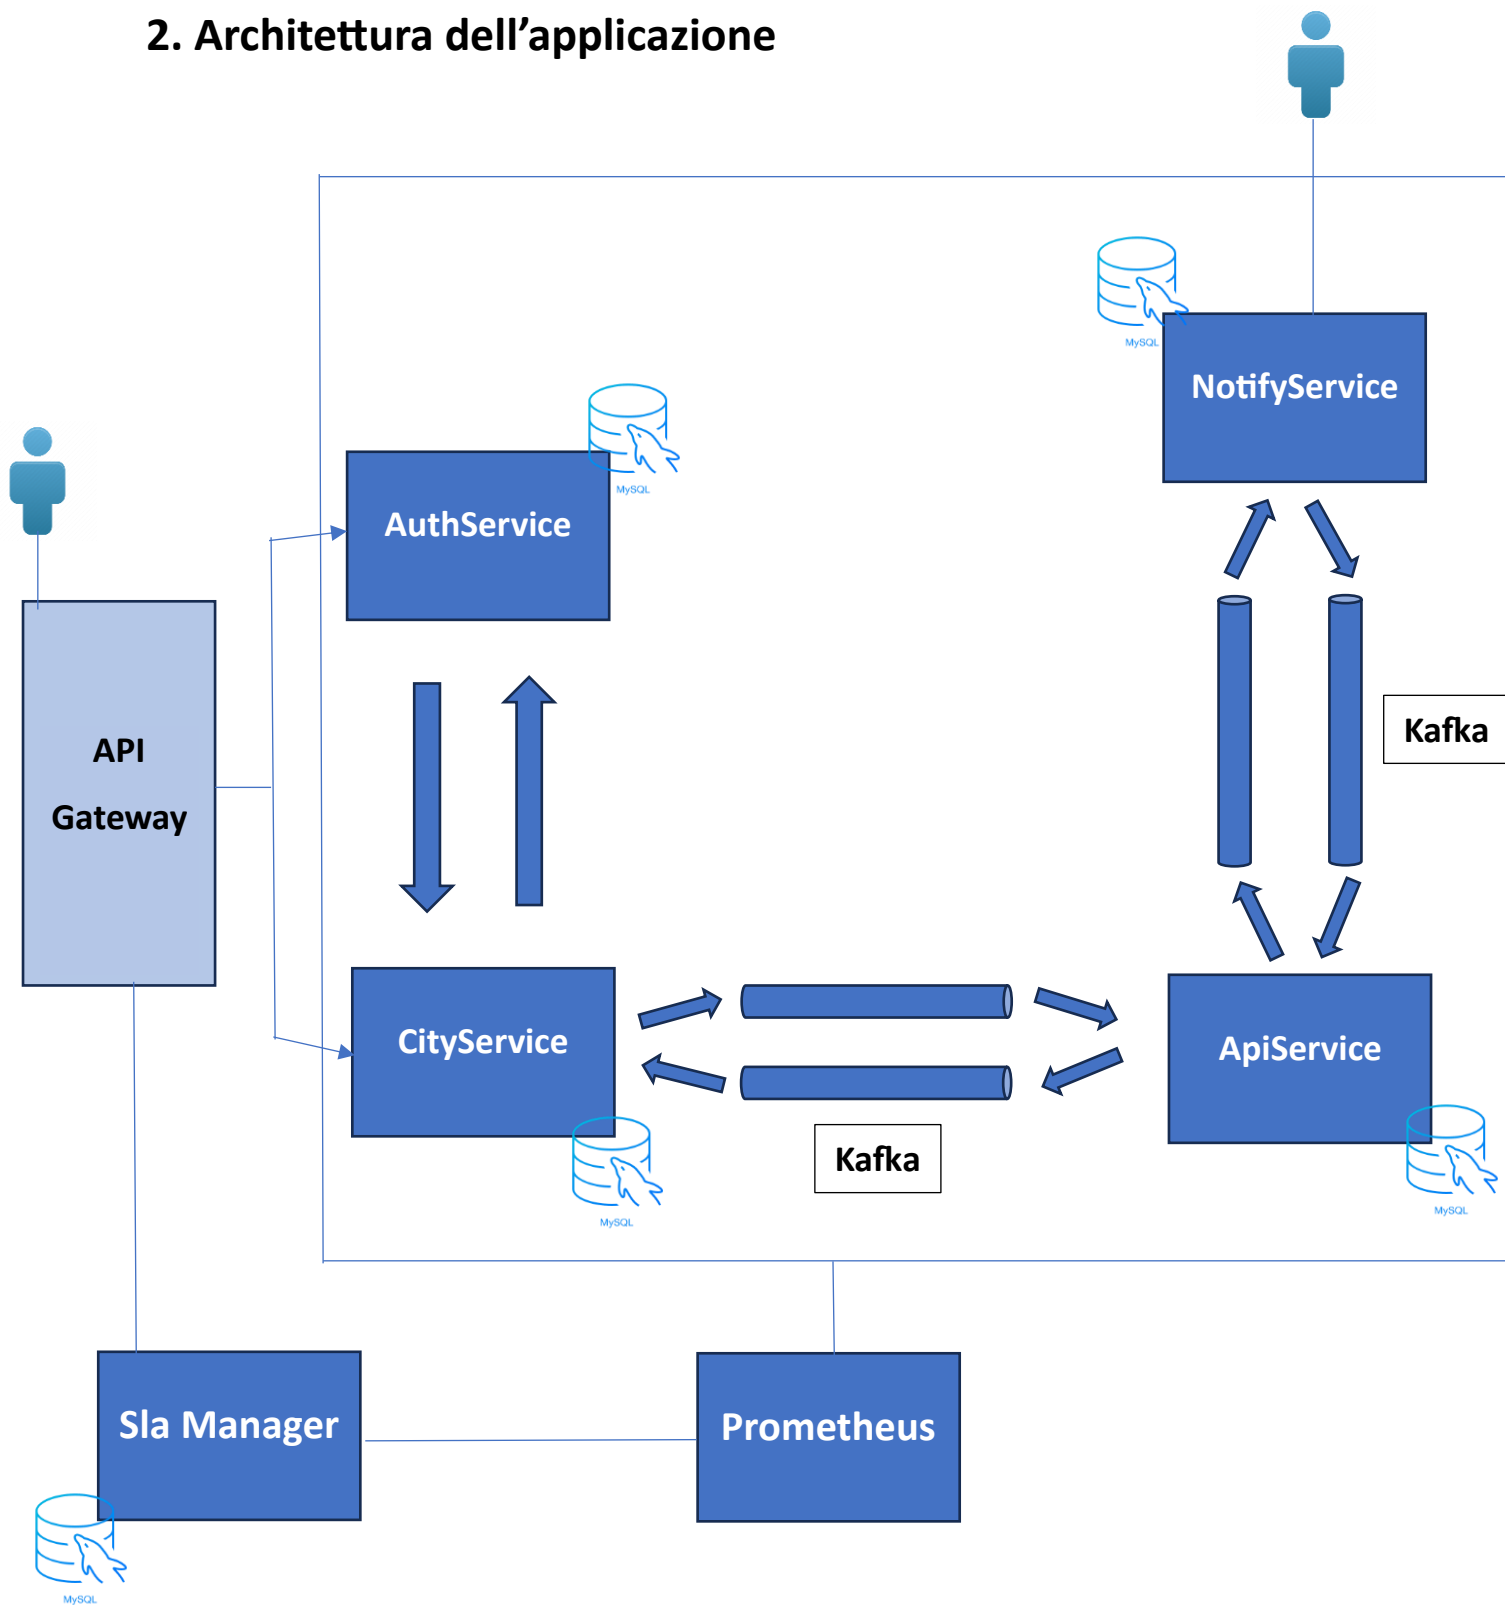 2. Architettura dell’applicazione
MySQL
NotifyService
MySQL
AuthService
API
Gateway
Kafka
CityService
ApiService
Kafka
MySQL
MySQL
Sla Manager
Prometheus
MySQL